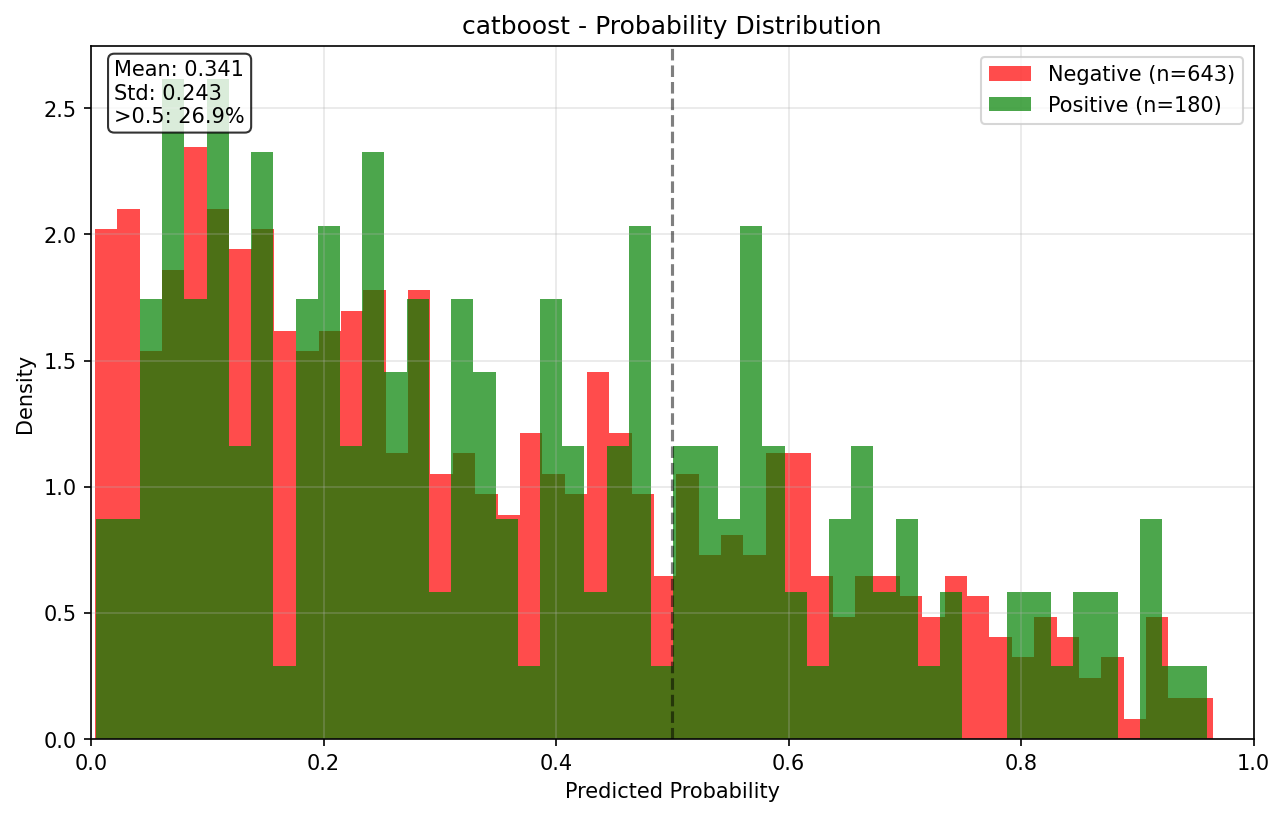 catboost - Probability Distribution
Mean: 0.341
Std: 0.243
>0.5: 26.9%
Negative (n=643)
Positive (n=180)
Density
2.5
2.0
1.5
1.0
0.5
0.0
0.0 0.2 0.4 0.6 0.8 1.0
Predicted Probability